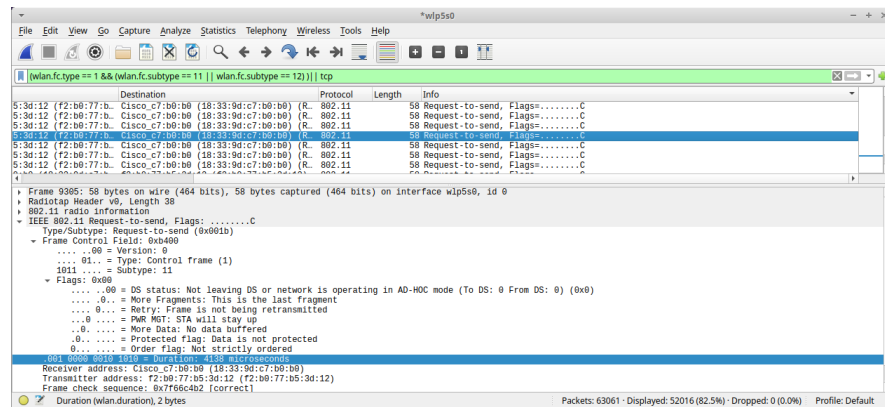 *wlp5s0
File Edit View Go Capture Analyze Statistics Telephony Wireless Tools Help
(wlan.fc.type == 1 && (wlan.fc.subtype == 11 || wlan.fc.subtype == 12) )|| tcp
Destination Protocol Length Info
5:3d:12 (f2:b0:77:b… Cisco_c7:b0:b0 (18:33:9d:c7:b0:b0) (R… 802.11 58 Request-to-send, Flags=........C
5:3d:12 (f2:b0:77:b… Cisco_c7:b0:b0 (18:33:9d:c7:b0:b0) (R… 802.11 58 Request-to-send, Flags=........C
5:3d:12 (f2:b0:77:b… Cisco_c7:b0:b0 (18:33:9d:c7:b0:b0) (R… 802.11 58 Request-to-send, Flags=........C
5:3d:12 (f2:b0:77:b… Cisco_c7:b0:b0 (18:33:9d:c7:b0:b0) (R… 802.11 58 Request-to-send, Flags=........C
5:3d:12 (f2:b0:77:b… Cisco_c7:b0:b0 (18:33:9d:c7:b0:b0) (R… 802.11 58 Request-to-send, Flags=........C
5:3d:12 (f2:b0:77:b… Cisco_c7:b0:b0 (18:33:9d:c7:b0:b0) (R… 802.11 58 Request-to-send, Flags=........C
5:3d:12 (f2:b0:77:b… Cisco_c7:b0:b0 (18:33:9d:c7:b0:b0) (R… 802.11 58 Request-to-send, Flags=........C
Frame 9305: 58 bytes on wire (464 bits), 58 bytes captured (464 bits) on interface wlp5s0, id 0
Radiotap Header v0, Length 38
802.11 radio information
IEEE 802.11 Request-to-send, Flags: ........C
Type/Subtype: Request-to-send (0x001b)
Frame Control Field: 0xb400
.... ..00 = Version: 0
.... 01.. = Type: Control frame (1)
1011 .... = Subtype: 11
Flags: 0x00
.... ..00 = DS status: Not leaving DS or network is operating in AD-HOC mode (To DS: 0 From DS: 0) (0x0)
.... .0.. = More Fragments: This is the last fragment
.... 0... = Retry: Frame is not being retransmitted
...0 .... = PWR MGT: STA will stay up
..0. .... = More Data: No data buffered
.0.. .... = Protected flag: Data is not protected
0... .... = Order flag: Not strictly ordered
.001 0000 0010 1010 = Duration: 4138 microseconds
Receiver address: Cisco_c7:b0:b0 (18:33:9d:c7:b0:b0)
Transmitter address: f2:b0:77:b5:3d:12 (f2:b0:77:b5:3d:12)
Frame check sequence: 0x7f66c4b2 [correct]
Duration (wlan.duration), 2 bytes Packets: 63061 · Displayed: 52016 (82.5%) · Dropped: 0 (0.0%) Profile: Default